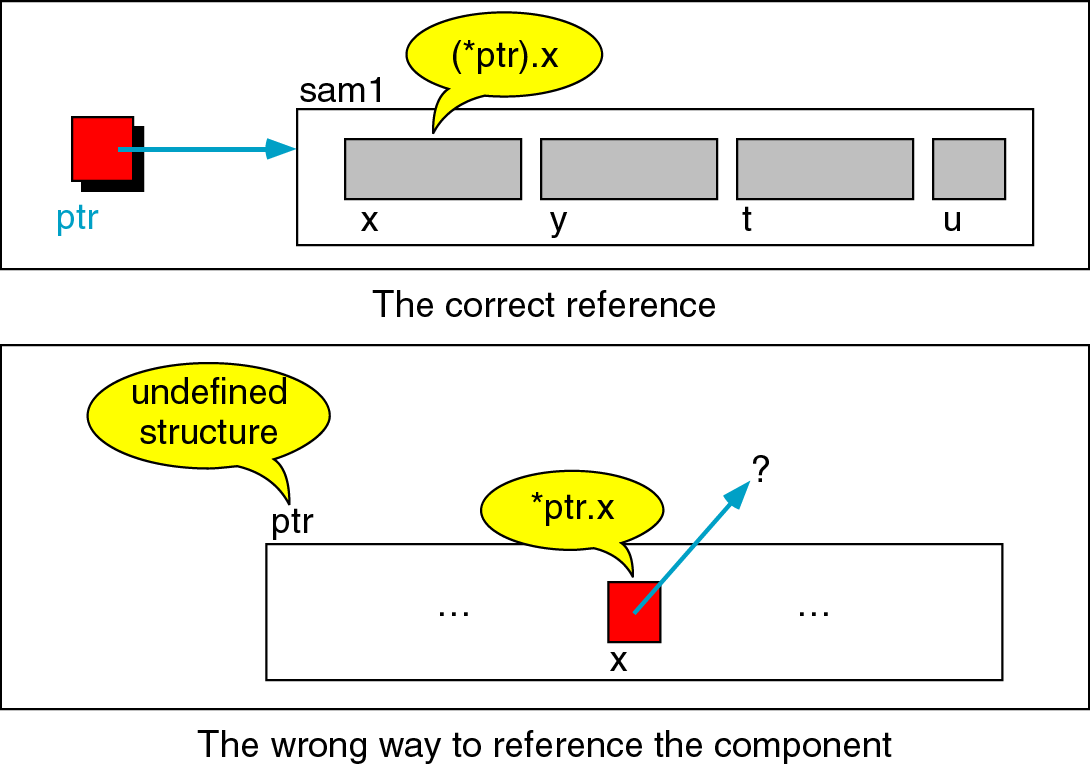 (*ptr).x
sam1
ptr
x y t u
The correct reference
undefined
structure
ptr
*ptr.x
?
... ...
x
The wrong way to reference the component